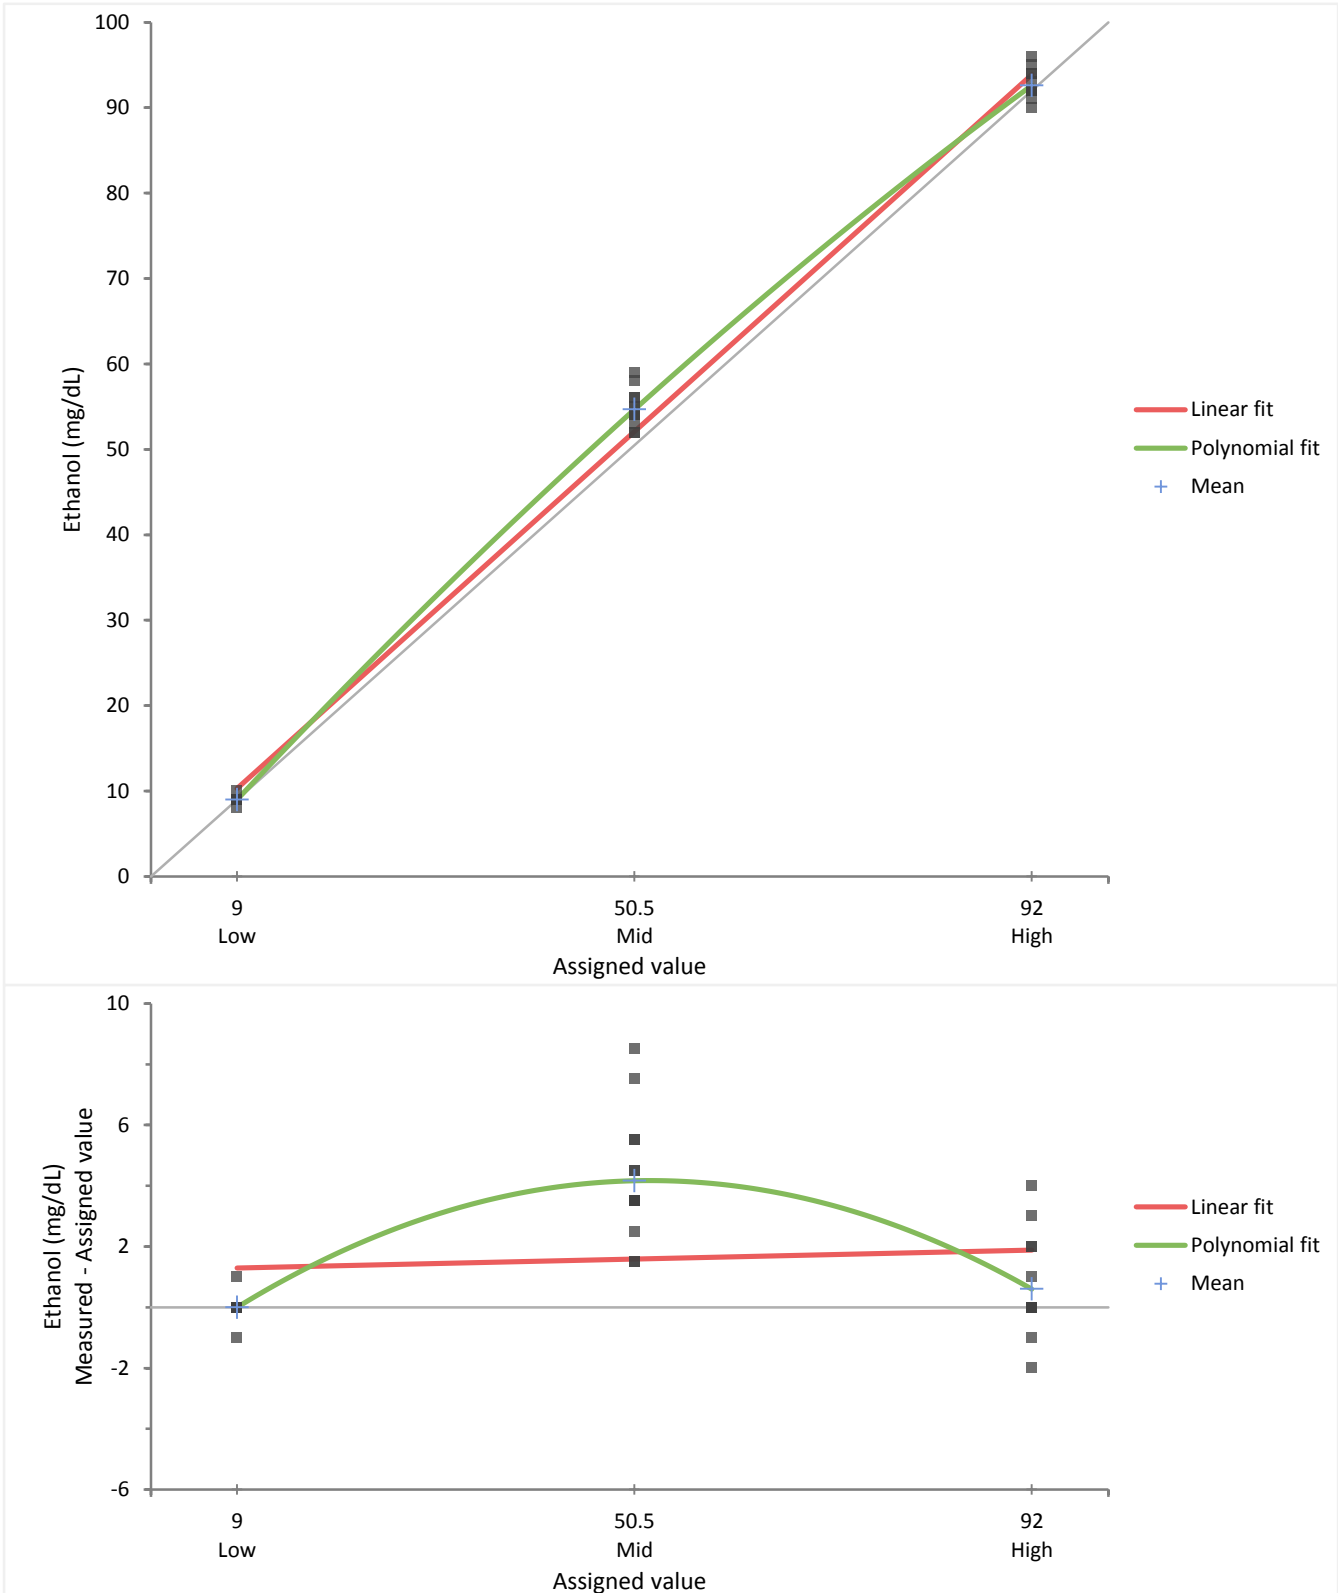 100
90
80
70
60
50
40
30
20
10
0
Ethanol (mg/dL)
9
Low
50.5
Mid
92
High
Assigned value
Linear fit
Polynomial fit
Mean
10
6
2
-2
-6
Ethanol (mg/dL)
Measured - Assigned value
9
Low
50.5
Mid
92
High
Assigned value
Linear fit
Polynomial fit
Mean